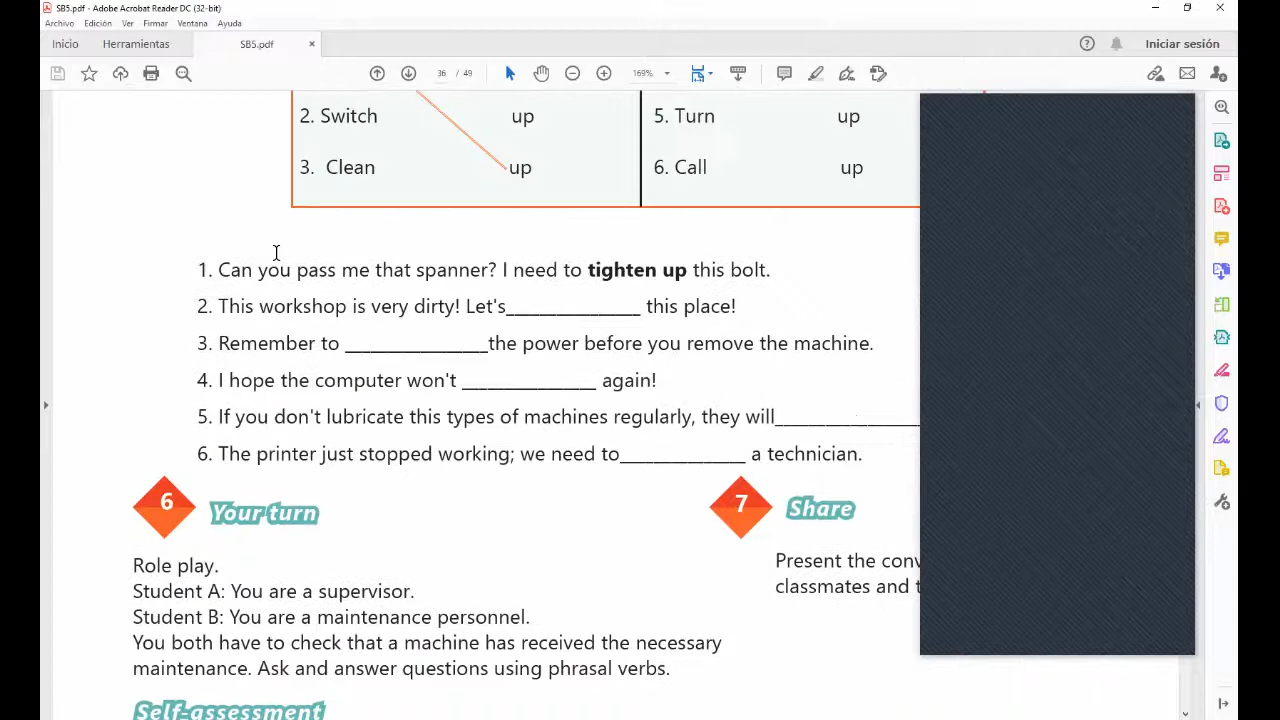 SB5.pdf - Adobe Acrobat Reader DC (32-bit)
Archivo Edición Ver Firmar Ventana Ayuda
Inicio Herramientas SB5.pdf × Iniciar sesión
36 / 49 169%
2. Switch up 5. Turn up
3. Clean up 6. Call up
1. Can you pass me that spanner? I need to tighten up this bolt.
2. This workshop is very dirty! Let's______________ this place!
3. Remember to _______________the power before you remove the machine.
4. I hope the computer won't ______________ again!
5. If you don't lubricate this types of machines regularly, they will_______________
6. The printer just stopped working; we need to_____________ a technician.
6 Your turn
7 Share
Role play.
Student A: You are a supervisor.
Student B: You are a maintenance personnel.
You both have to check that a machine has received the necessary
maintenance. Ask and answer questions using phrasal verbs.
Present the
classmates and
Self-assessment